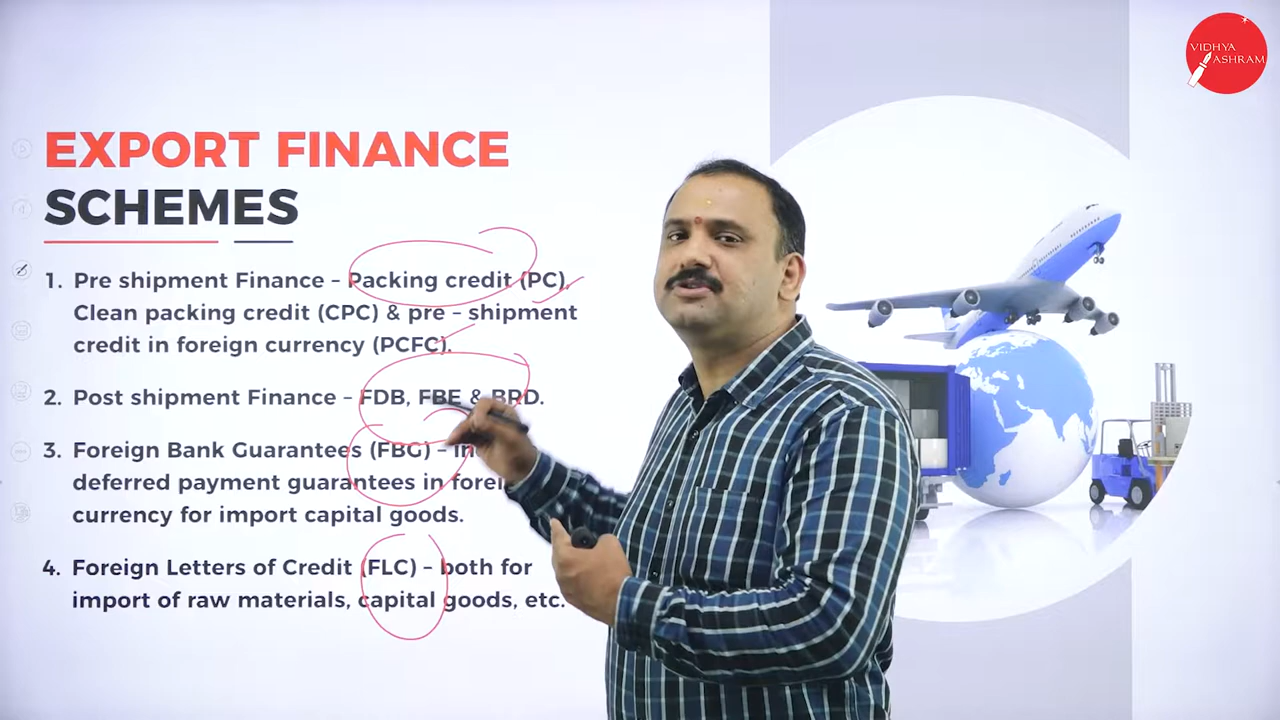 VIDHYA
ASHRAM
EXPORT FINANCE
SCHEMES
1. Pre shipment Finance – Packing credit (PC),
Clean packing credit (CPC) & pre – shipment
credit in foreign currency (PCFC).
2. Post shipment Finance – FDB, FBE & BRD.
3. Foreign Bank Guarantees (FBG) –
deferred payment guarantees in
currency for import capital goods.
4. Foreign Letters of Credit (FLC) – both for
import of raw materials, capital goods, etc.